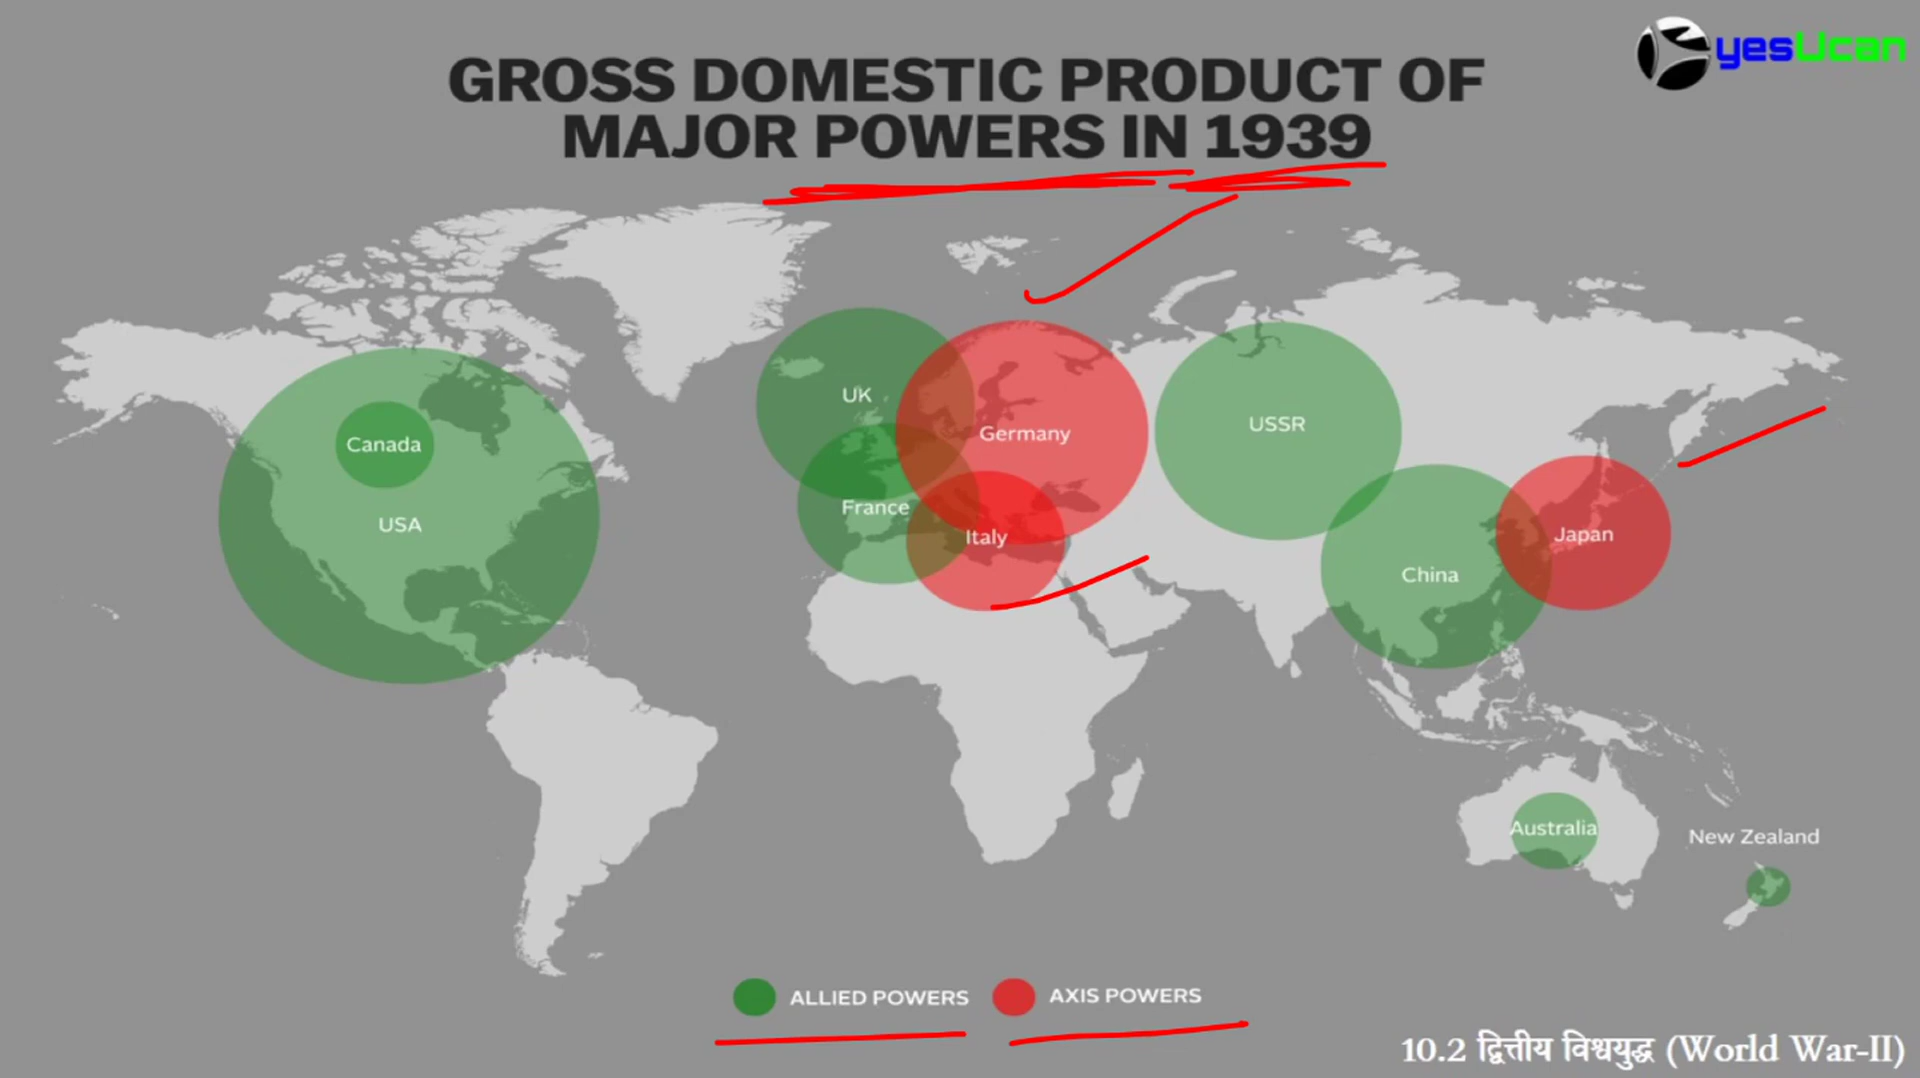 yesUcan
GROSS DOMESTIC PRODUCT OF
MAJOR POWERS IN 1939
UK
Germany
USSR
Canada
USA
France
Italy
Japan
China
Australia
New Zealand
ALLIED POWERS
AXIS POWERS
10.2 द्वित्तीय विश्वयुद्ध (World War-II)